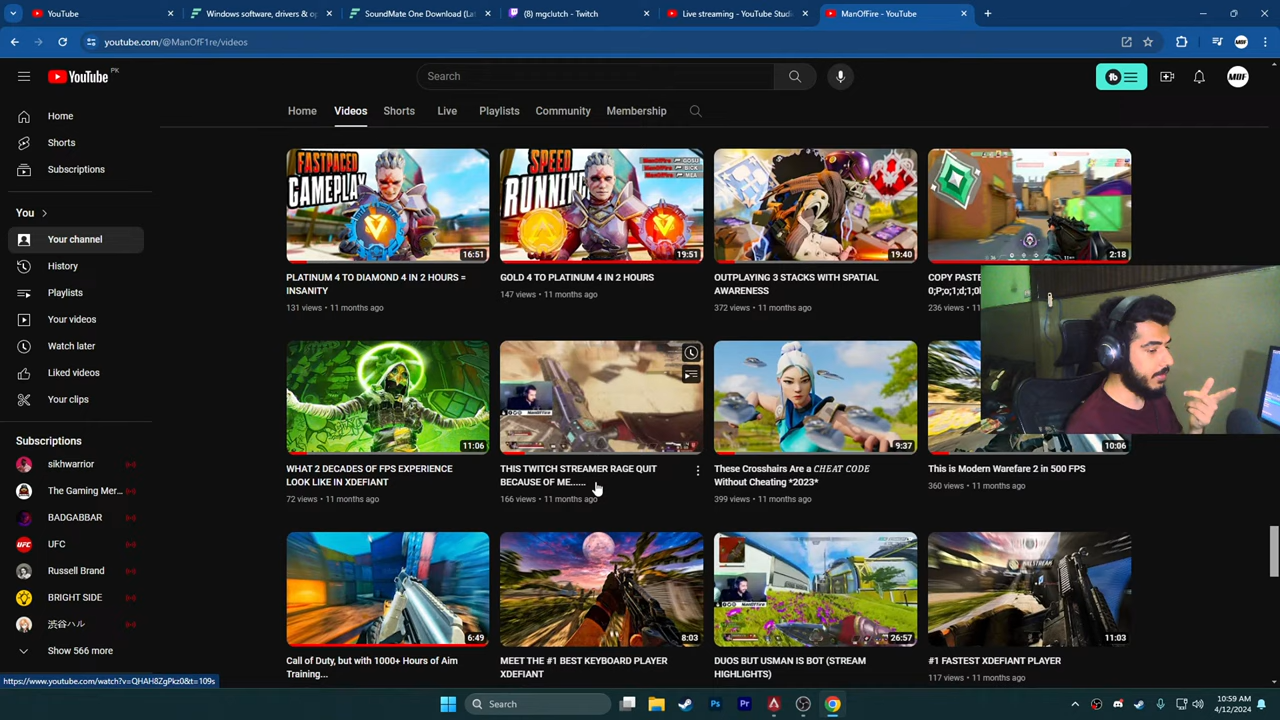 YouTube
Windows software, drivers & op
SoundMate One Download (La
(8) mgclutch - Twitch
Live streaming - YouTube Stud
ManOfFire - YouTube
youtube.com/@ManOfF1re/videos
YouTube PK
Search
MOF
Home
Videos
Shorts
Live
Playlists
Community
Membership
Home
Shorts
Subscriptions
You
Your channel
History
Playlists
Your videos
Watch later
Liked videos
Your clips
Subscriptions
sikhwarrior
The Gaming Mer...
BADGABBAR
UFC
Russell Brand
BRIGHT SIDE
渋谷ハル
Show 566 more
FASTPACED
GAMEPLAY
16:51
SPEED
RUNNING
19:51
19:40
2:18
PLATINUM 4 TO DIAMOND 4 IN 2 HOURS =
INSANITY
131 views • 11 months ago
GOLD 4 TO PLATINUM 4 IN 2 HOURS
147 views • 11 months ago
OUTPLAYING 3 STACKS WITH SPATIAL
AWARENESS
372 views • 11 months ago
COPY PASTE
0;P;o;1;d;1;0l
236 views •
11:06
9:37
10:06
WHAT 2 DECADES OF FPS EXPERIENCE
LOOK LIKE IN XDEFIANT
72 views • 11 months ago
THIS TWITCH STREAMER RAGE QUIT
BECAUSE OF ME......
166 views • 11 months ago
These Crosshairs Are a CHEAT CODE
Without Cheating *2023*
399 views • 11 months ago
This is Modern Warefare 2 in 500 FPS
360 views • 11 months ago
6:49
8:03
26:57
11:03
Call of Duty, but with 1000+ Hours of Aim
Training...
MEET THE #1 BEST KEYBOARD PLAYER
XDEFIANT
DUOS BUT USMAN IS BOT (STREAM
HIGHLIGHTS)
#1 FASTEST XDEFIANT PLAYER
117 views • 11 months ago
https://www.youtube.com/watch?v=QHAH8ZgPkz0&t=109s
Search
10:59 AM
4/12/2024